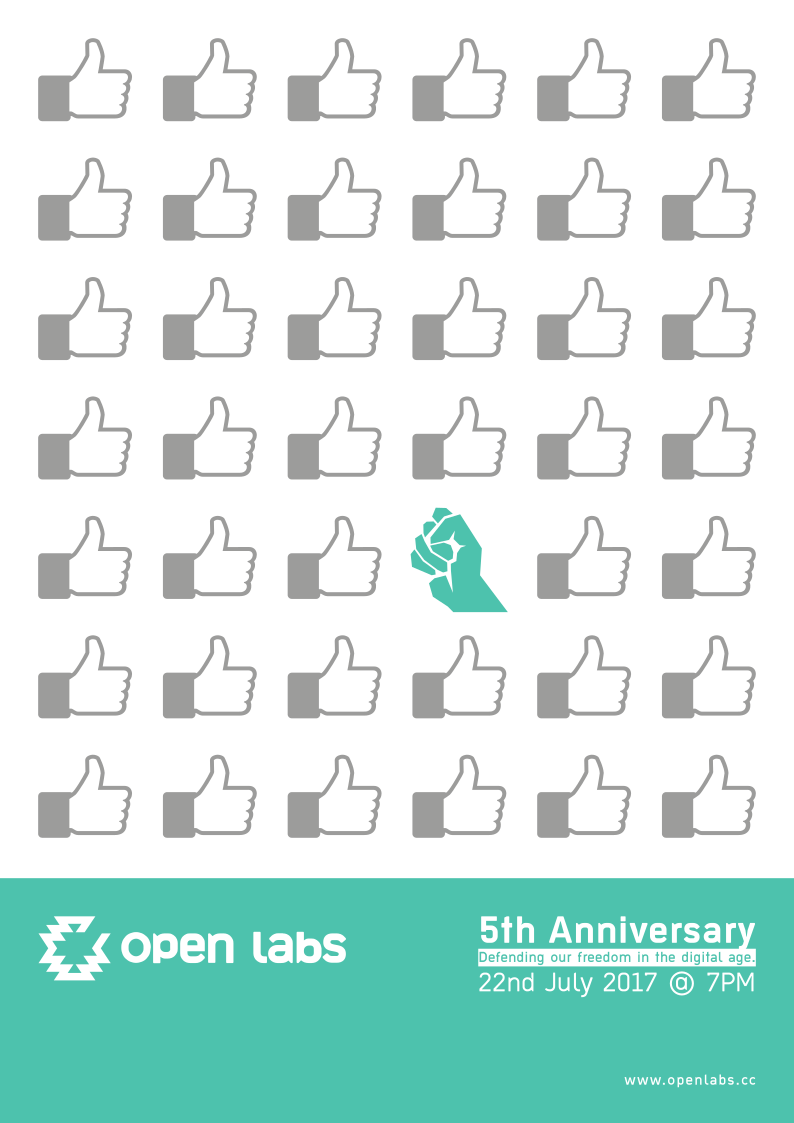 open labs
5th Anniversary
Defending our freedom in the digital age.
22nd July 2017 @ 7PM
www.openlabs.cc